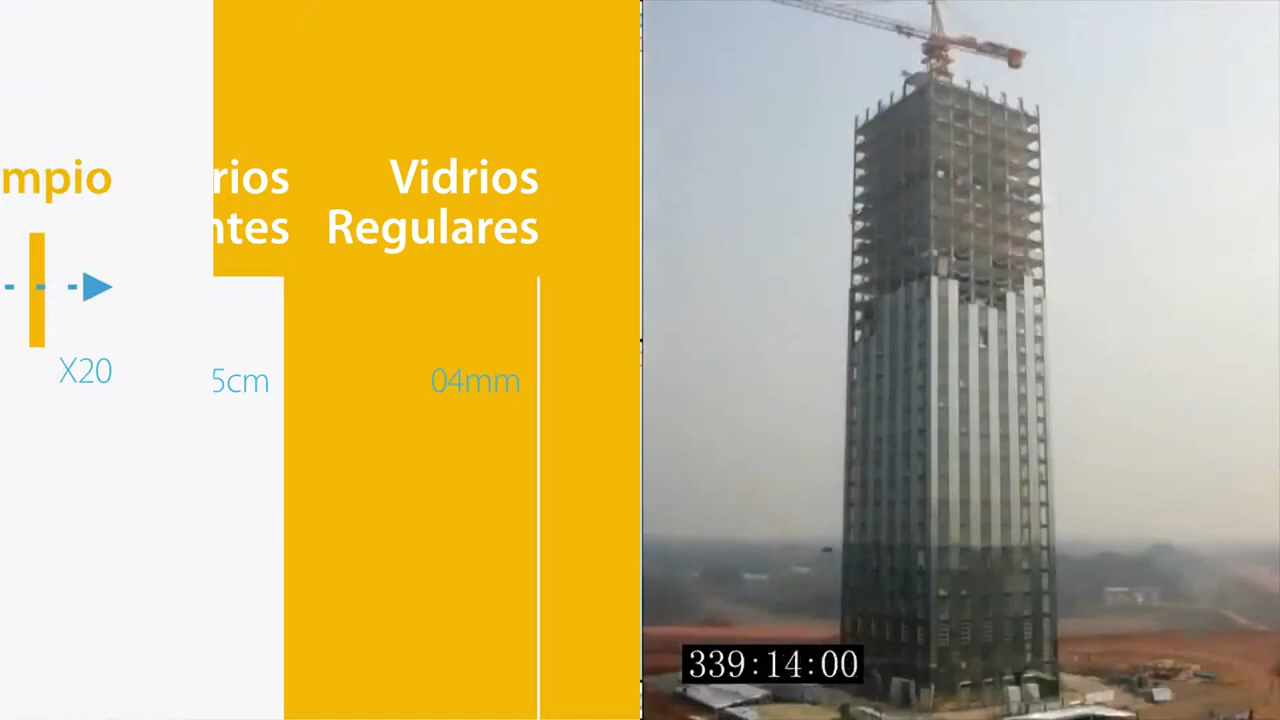 mpio
X20
rios
ntes
5cm
Vidrios
Regulares
04mm
339:14:00